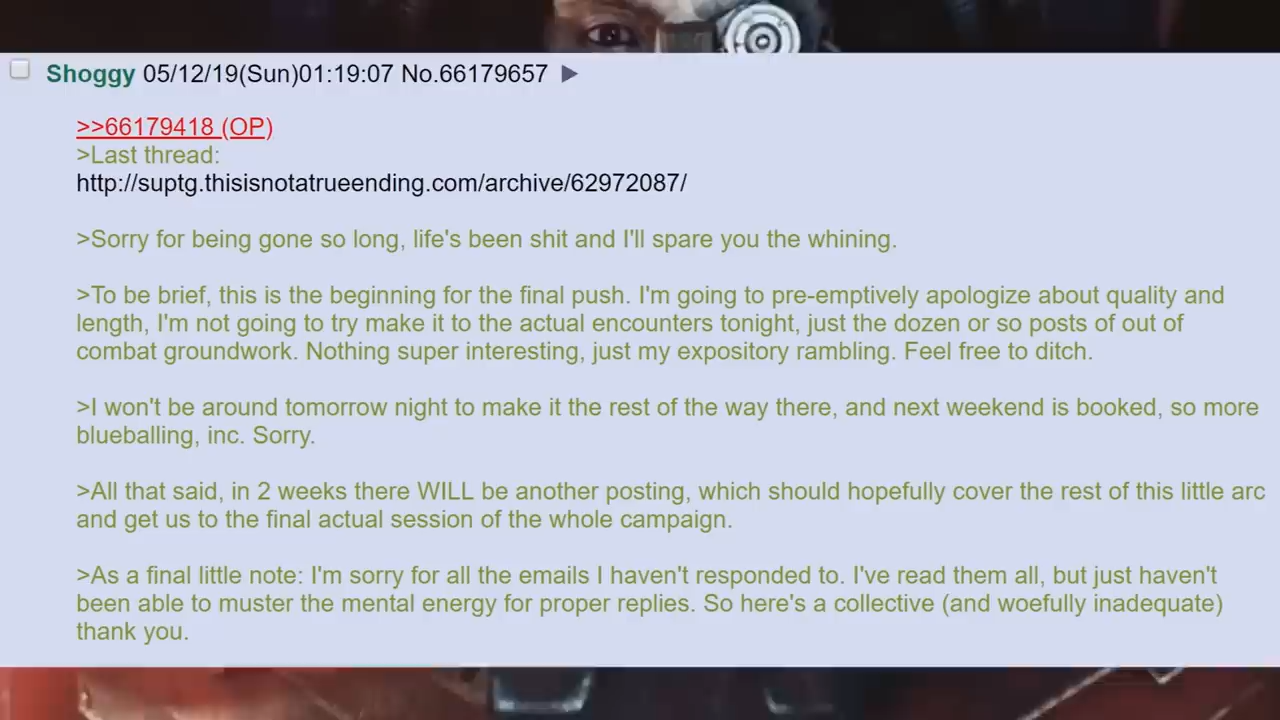 Shoggy 05/12/19(Sun)01:19:07 No.66179657
>>66179418 (OP)
>Last thread:
http://suptg.thisisnotatrueending.com/archive/62972087/
>Sorry for being gone so long, life's been shit and I'll spare you the whining.
>To be brief, this is the beginning for the final push. I'm going to pre-emptively apologize about quality and
length, I'm not going to try make it to the actual encounters tonight, just the dozen or so posts of out of
combat groundwork. Nothing super interesting, just my expository rambling. Feel free to ditch.
>I won't be around tomorrow night to make it the rest of the way there, and next weekend is booked, so more
blueballing, inc. Sorry.
>All that said, in 2 weeks there WILL be another posting, which should hopefully cover the rest of this little arc
and get us to the final actual session of the whole campaign.
>As a final little note: I'm sorry for all the emails I haven't responded to. I've read them all, but just haven't
been able to muster the mental energy for proper replies. So here's a collective (and woefully inadequate)
thank you.